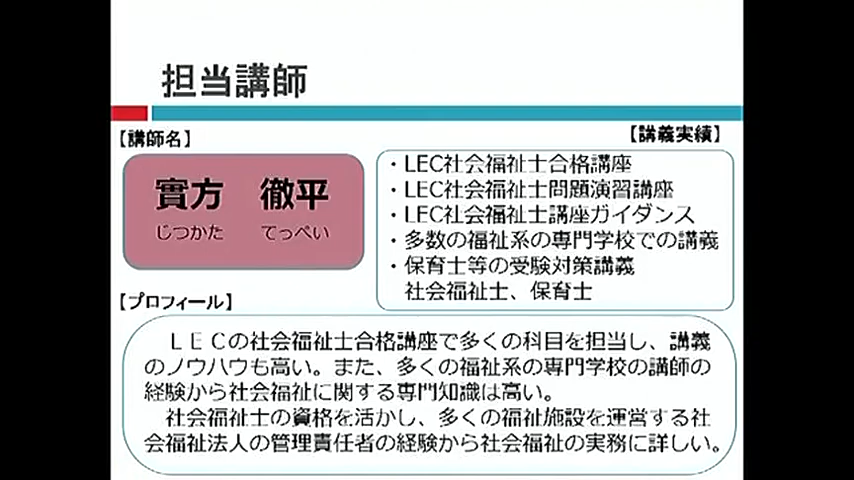 担当講師
【講師名】
實方　徹平
じつかた　てっぺい
【講義実績】
・LEC社会福祉士合格講座
・LEC社会福祉士問題演習講座
・LEC社会福祉士講座ガイダンス
・多数の福祉系の専門学校での講義
・保育士等の受験対策講義
社会福祉士、保育士
【プロフィール】
ＬＥＣの社会福祉士合格講座で多くの科目を担当し、講義
のノウハウも高い。また、多くの福祉系の専門学校の講師の
経験から社会福祉に関する専門知識は高い。
社会福祉士の資格を活かし、多くの福祉施設を運営する社
会福祉法人の管理責任者の経験から社会福祉の実務に詳しい。